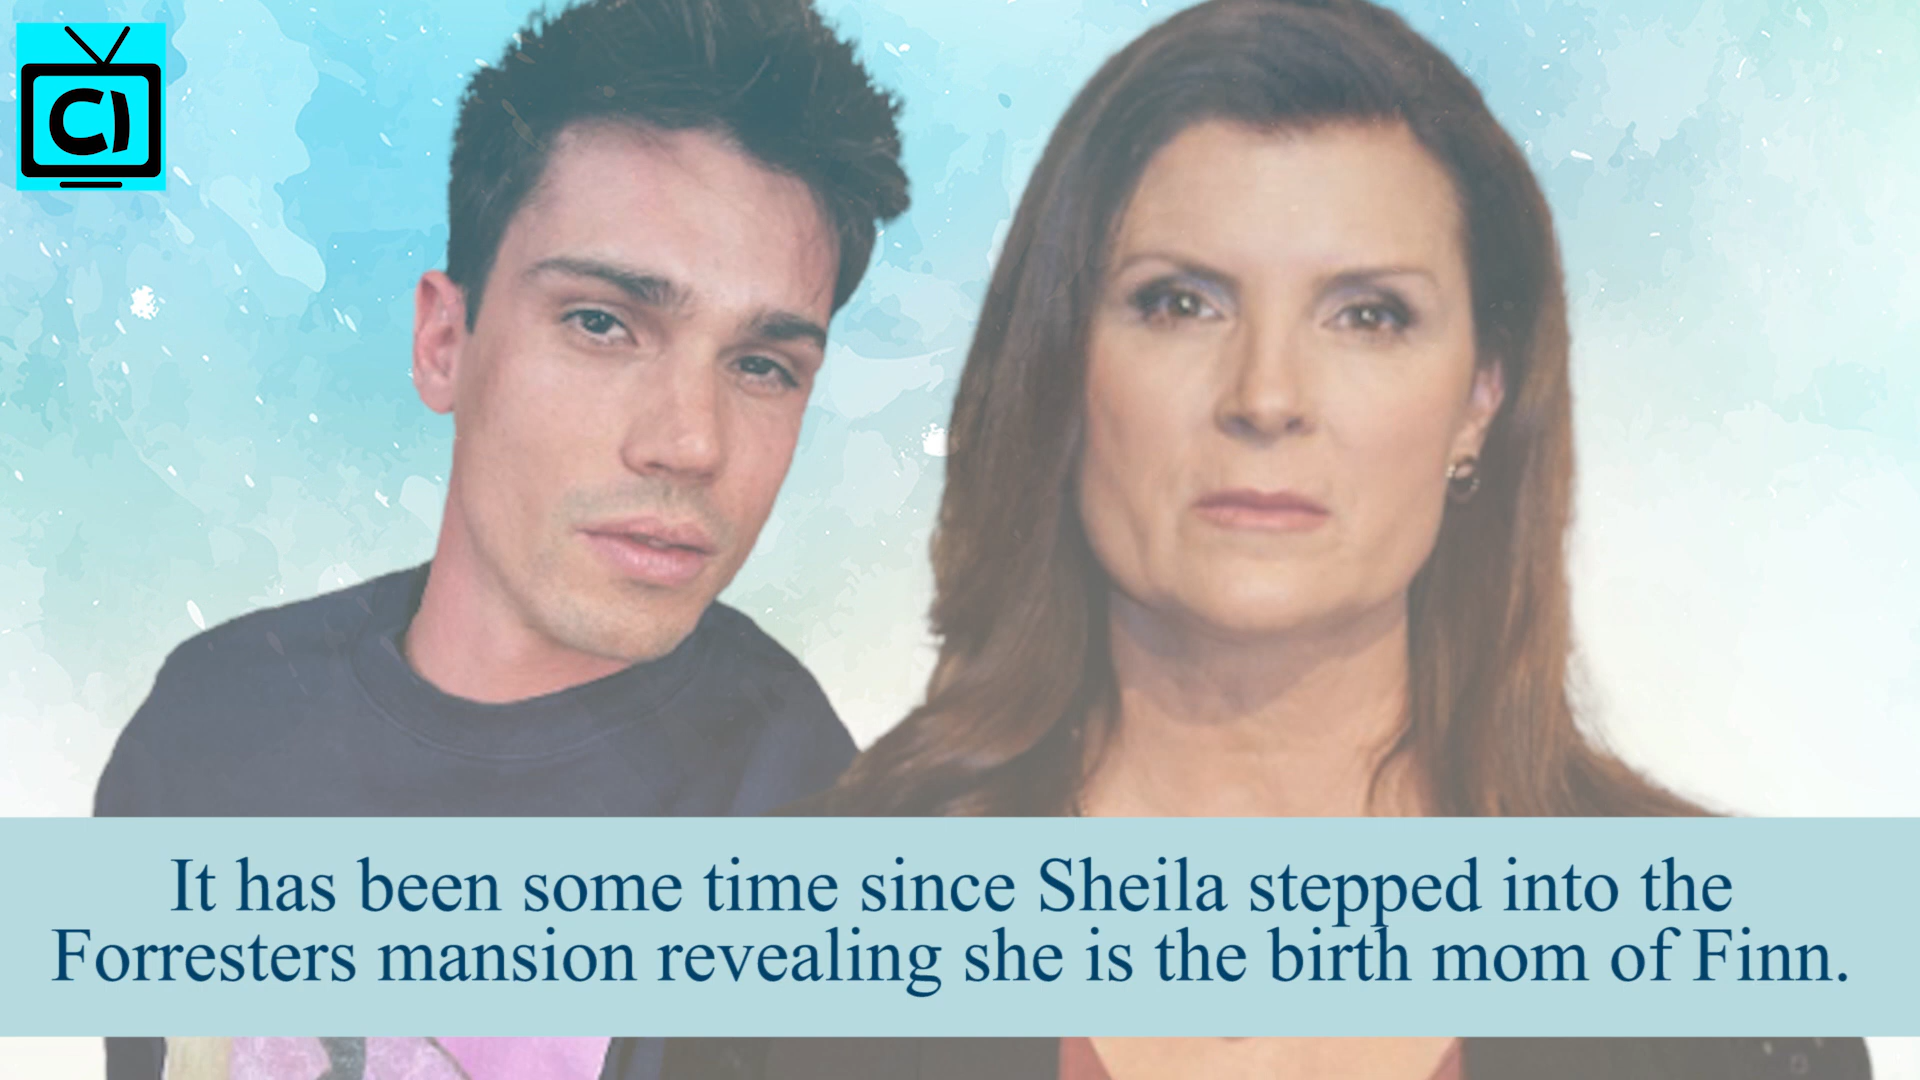 CI
It has been some time since Sheila stepped into the
Forresters mansion revealing she is the birth mom of Finn.